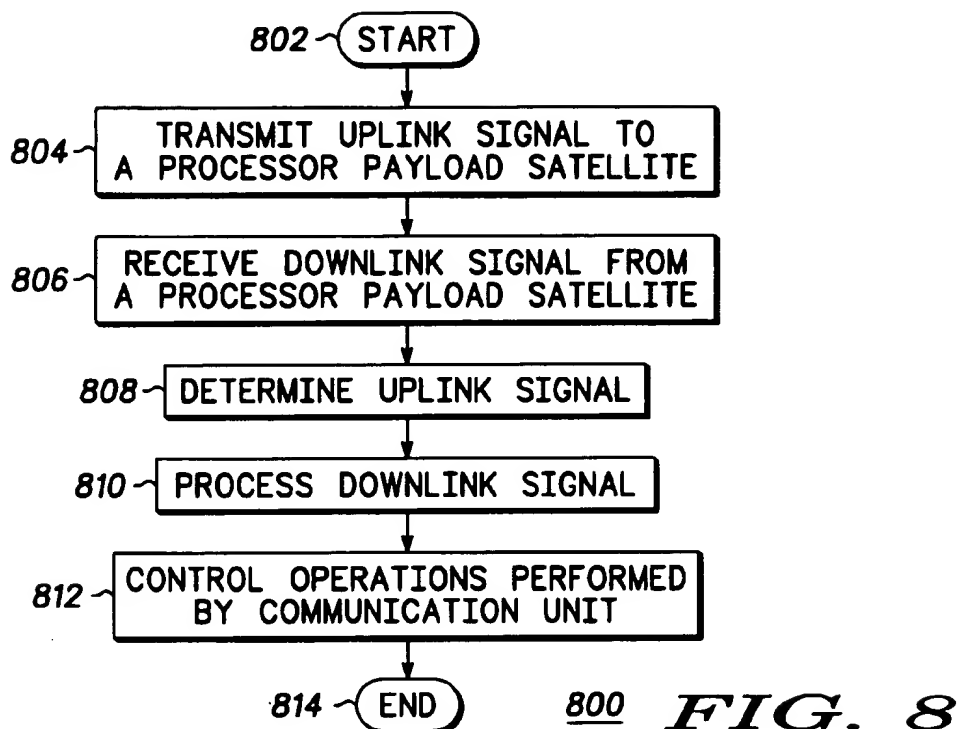 802 START
804 TRANSMIT UPLINK SIGNAL TO
A PROCESSOR PAYLOAD SATELLITE
806 RECEIVE DOWNLINK SIGNAL FROM
A PROCESSOR PAYLOAD SATELLITE
808 DETERMINE UPLINK SIGNAL
810 PROCESS DOWNLINK SIGNAL
812 CONTROL OPERATIONS PERFORMED
BY COMMUNICATION UNIT
814 END
800 FIG. 8